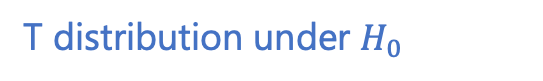 T distribution under H₀